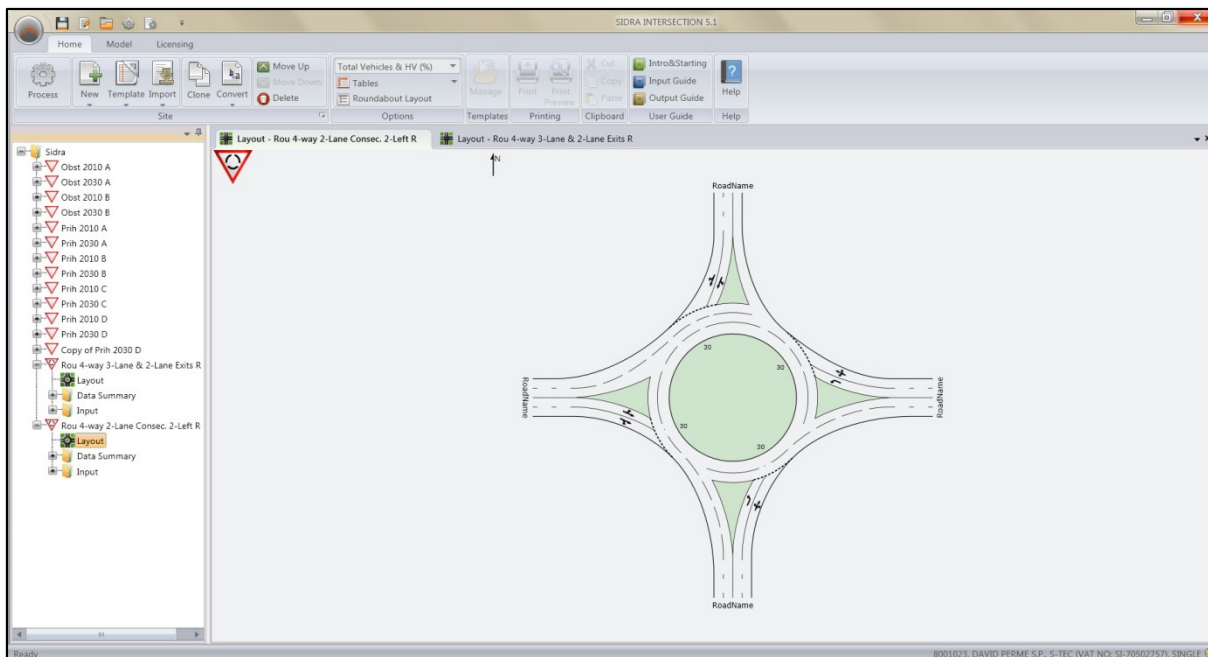 SIDRA INTERSECTION 5.1
Home Model Licensing
Process
New
Template
Import
Clone
Convert
Move Up
Move Down
Delete
Site
Total Vehicles & HV (%)
Tables
Roundabout Layout
Options
Manage
Templates
Print
Print Preview
Printing
Cut
Copy
Paste
Clipboard
Intro&Starting
Input Guide
Output Guide
User Guide
Help
Help
Layout - Rou 4-way 2-Lane Consec. 2-Left R
Layout - Rou 4-way 3-Lane & 2-Lane Exits R
Sidra
Obst 2010 A
Obst 2030 A
Obst 2010 B
Obst 2030 B
Prih 2010 A
Prih 2030 A
Prih 2010 B
Prih 2030 B
Prih 2010 C
Prih 2030 C
Prih 2010 D
Prih 2030 D
Copy of Prih 2030 D
Rou 4-way 3-Lane & 2-Lane Exits R
Layout
Data Summary
Input
Rou 4-way 2-Lane Consec. 2-Left R
Layout
Data Summary
Input
N
RoadName
30
30
RoadName
RoadName
30
30
RoadName
Ready
8001023, DAVID PERME S.P., S-TEC (VAT NO: SI-70502757), SINGLE